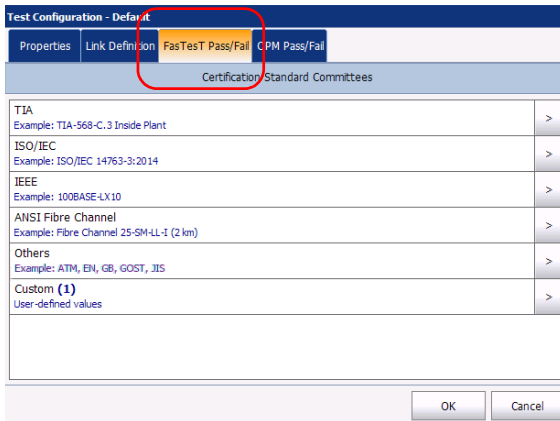 Test Configuration - Default
Properties
Link Definition
FasTesT Pass/Fail
OPM Pass/Fail
Certification Standard Committees
TIA
Example: TIA-568-C.3 Inside Plant
>
ISO/IEC
Example: ISO/IEC 14763-3:2014
>
IEEE
Example: 100BASE-LX10
>
ANSI Fibre Channel
Example: Fibre Channel 25-SM-LL-I (2 km)
>
Others
Example: ATM, EN, GB, GOST, JIS
>
Custom (1)
User-defined values
>
OK
Cancel